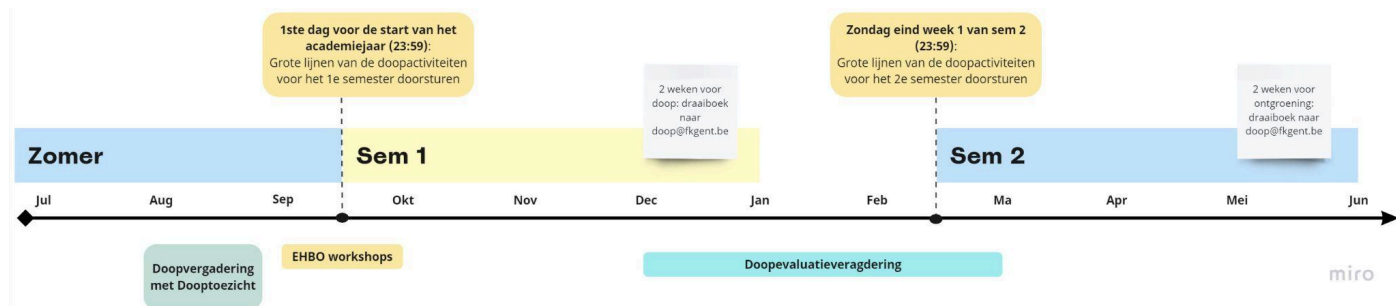 1ste dag voor de start van het
academiejaar (23:59):
Grote lijnen van de doopactiviteiten
voor het 1e semester doorsturen
Zondag eind week 1 van sem 2
(23:59):
Grote lijnen van de doopactiviteiten
voor het 2e semester doorsturen
2 weken voor
doop: draaiboek
naar
doop@fkgent.be
2 weken voor
ontgroening:
draaiboek naar
doop@fkgent.be
Zomer
Sem 1
Sem 2
Jul
Aug
Sep
Okt
Nov
Dec
Jan
Feb
Ma
Apr
Mei
Jun
Doopvergadering
met Dooptoezicht
EHBO workshops
Doopevaluatieveragdering
miro